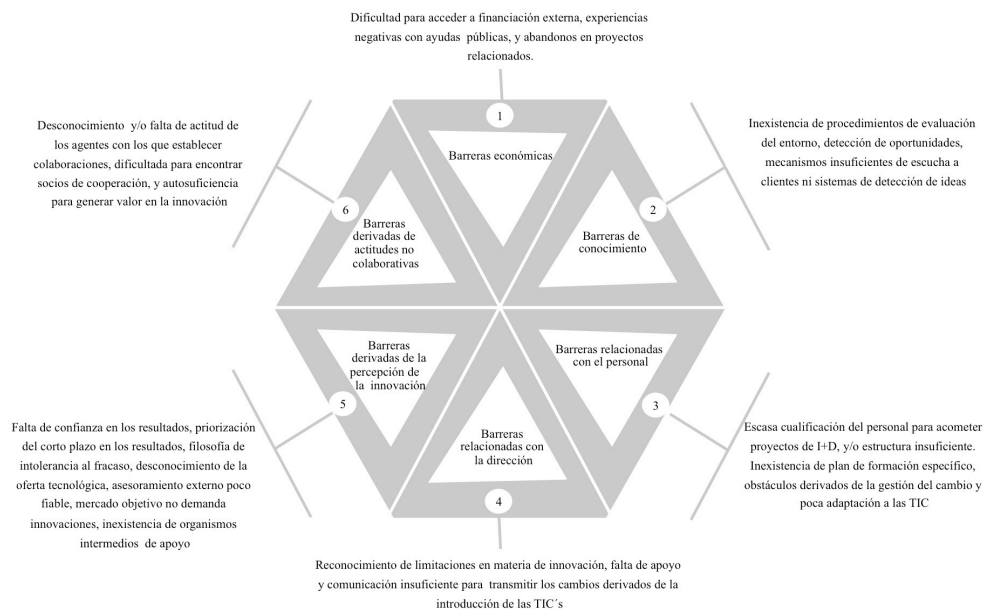 Dificultad para acceder a financiación externa, experiencias
negativas con ayudas públicas, y abandonos en proyectos
relacionados.
1
Barreras económicas
Inexistencia de procedimientos de evaluación
del entorno, detección de oportunidades,
mecanismos insuficientes de escucha a
clientes ni sistemas de detección de ideas
2
Barreras de
conocimiento
Escasa cualificación del personal para acometer
proyectos de I+D, y/o estructura insuficiente.
Inexistencia de plan de formación específico,
obstáculos derivados de la gestión del cambio y
poca adaptación a las TIC
3
Barreras relacionadas
con el personal
Barreras
relacionadas con
la dirección
4
Reconocimiento de limitaciones en materia de innovación, falta de apoyo
y comunicación insuficiente para transmitir los cambios derivados de la
introducción de las TIC´s
Barreras
derivadas de la
percepción de
la innovación
5
Falta de confianza en los resultados, priorización
del corto plazo en los resultados, filosofía de
intolerancia al fracaso, desconocimiento de la
oferta tecnológica, asesoramiento externo poco
fiable, mercado objetivo no demanda
innovaciones, inexistencia de organismos
intermedios de apoyo
Desconocimiento y/o falta de actitud de
los agentes con los que establecer
colaboraciones, dificultada para encontrar
socios de cooperación, y autosuficiencia
para generar valor en la innovación
6
Barreras
derivadas de
actitudes no
colaborativas